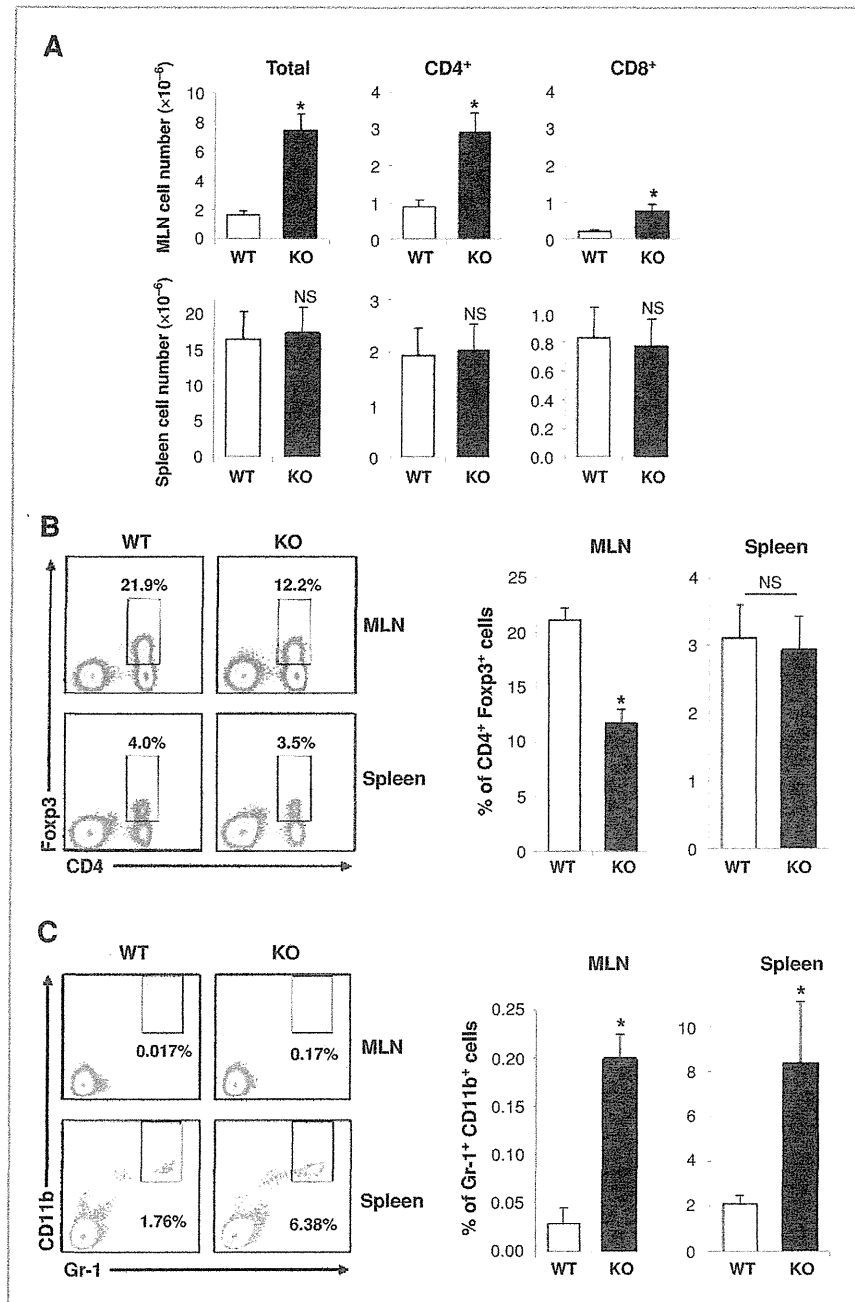 A
Total CD4⁺ CD8⁺
MLN cell number (×10⁻⁶)
10
8
6
4
2
0
*
WT KO
4
3
2
1
0
*
WT KO
4
3
2
1
0
*
WT KO
Spleen cell number (×10⁻⁶)
20
15
10
5
0
NS
WT KO
3
2
1
0
NS
WT KO
1.0
0.8
0.6
0.4
0.2
0.0
NS
WT KO
B
WT KO
21.9% 12.2%
MLN
4.0% 3.5%
Spleen
Foxp3
CD4
MLN Spleen
% of CD4⁺ Foxp3⁺ cells
25
20
15
10
5
0
*
WT KO
4
3
2
1
0
NS
WT KO
C
WT KO
0.017% 0.17%
MLN
1.76% 6.38%
Spleen
CD11b
Gr-1
MLN Spleen
% of Gr-1⁺ CD11b⁺ cells
0.25
0.20
0.15
0.10
0.05
0.00
*
WT KO
10
8
6
4
2
0
*
WT KO